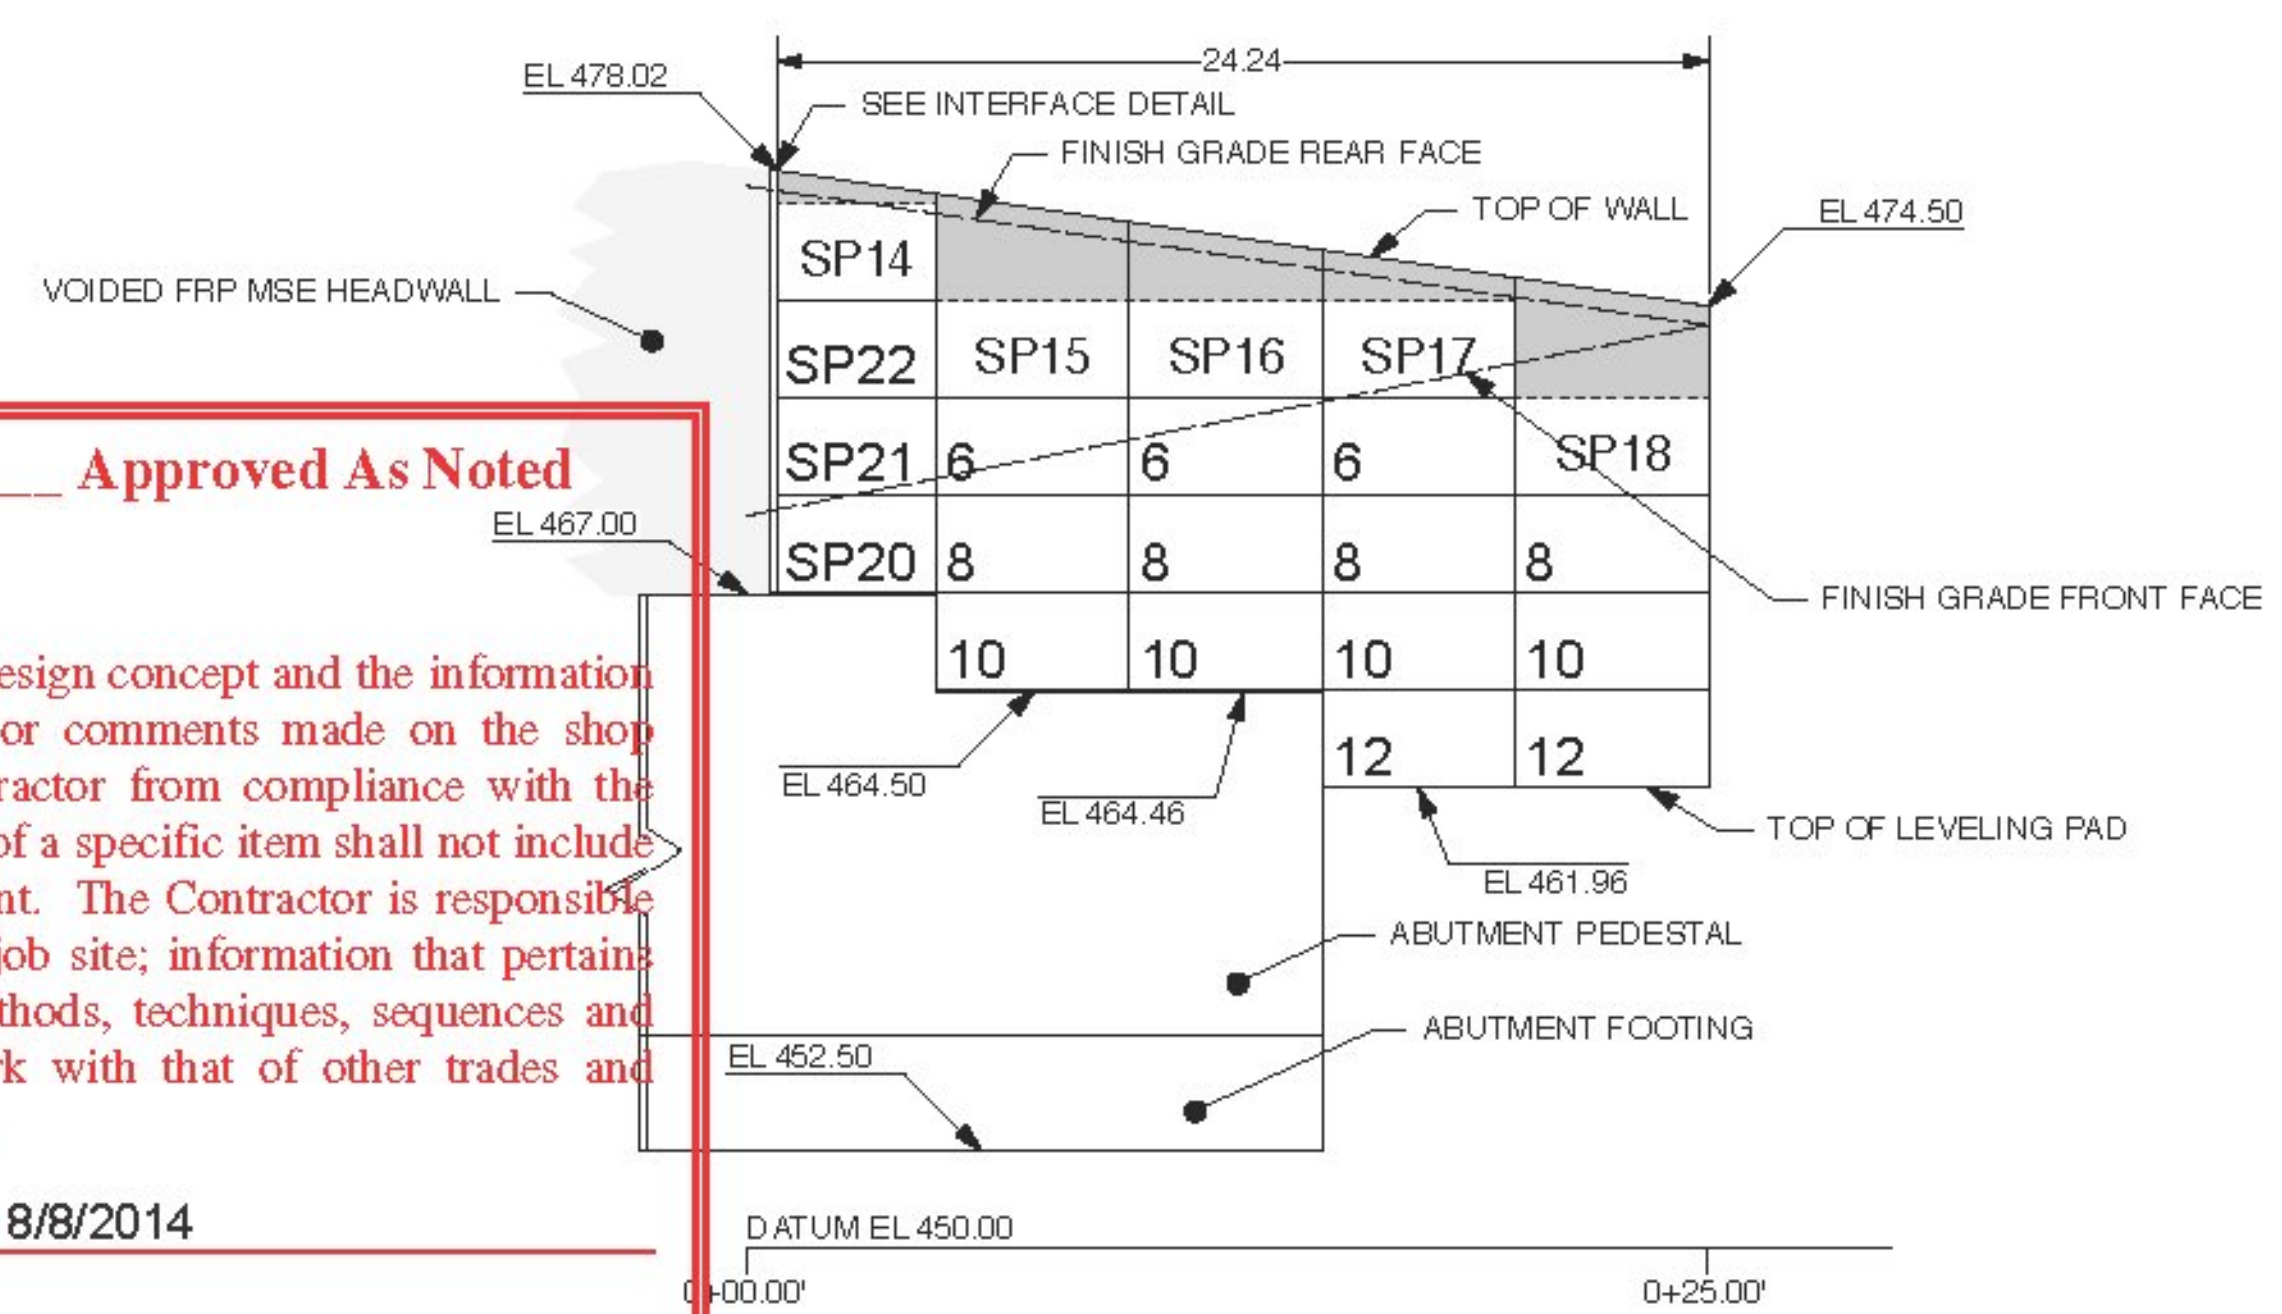 24.24
EL 478.02
SEE INTERFACE DETAIL
FINISH GRADE REAR FACE
TOP OF WALL
EL 474.50
VOIDED FRP MSE HEADWALL
SP14
SP22 SP15 SP16 SP17
SP21 6 6 6 SP18
Approved As Noted
EL 467.00
SP20 8 8 8 8
FINISH GRADE FRONT FACE
10 10 10 10
12 12
EL 464.50
EL 464.46
TOP OF LEVELING PAD
EL 461.96
ABUTMENT PEDESTAL
ABUTMENT FOOTING
EL 452.50
esign concept and the information
or comments made on the shop
ractor from compliance with the
of a specific item shall not include
nt. The Contractor is responsible
job site; information that pertains
thods, techniques, sequences and
rk with that of other trades and
8/8/2014
DATUM EL 450.00
0+00.00' 0+25.00'